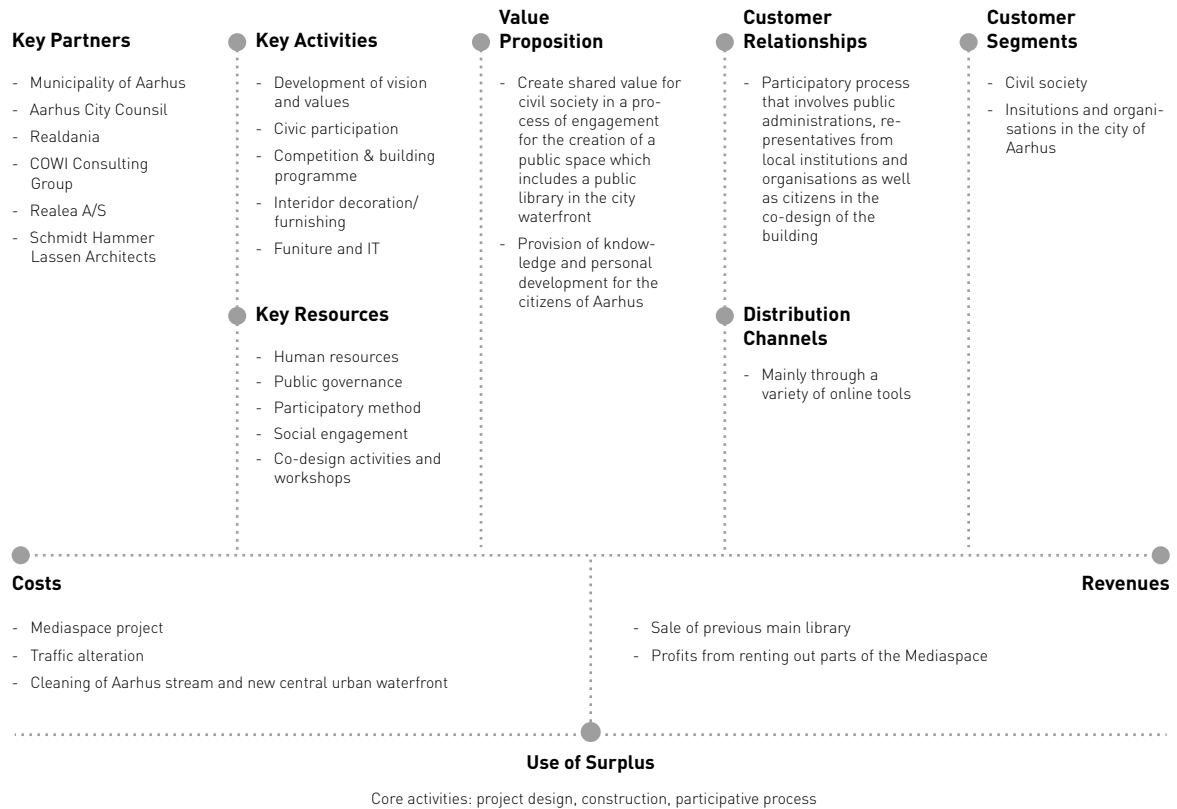 Key Partners
- Municipality of Aarhus
- Aarhus City Counsil
- Realdania
- COWI Consulting
Group
- Realea A/S
- Schmidt Hammer
Lassen Architects
Key Activities
- Development of vision
and values
- Civic participation
- Competition & building
programme
- Interidor decoration/
furnishing
- Funiture and IT
Key Resources
- Human resources
- Public governance
- Participatory method
- Social engagement
- Co-design activities and
workshops
Value
Proposition
- Create shared value for
civil society in a pro-
cess of engagement
for the creation of a
public space which
includes a public
library in the city
waterfront
- Provision of kndow-
ledge and personal
development for the
citizens of Aarhus
Customer
Relationships
- Participatory process
that involves public
administrations, re-
presentatives from
local institutions and
organisations as well
as citizens in the
co-design of the
building
Distribution
Channels
- Mainly through a
variety of online tools
Customer
Segments
- Civil society
- Insitutions and organi-
sations in the city of
Aarhus
Costs
- Mediaspace project
- Traffic alteration
- Cleaning of Aarhus stream and new central urban waterfront
Revenues
- Sale of previous main library
- Profits from renting out parts of the Mediaspace
Use of Surplus
Core activities: project design, construction, participative process